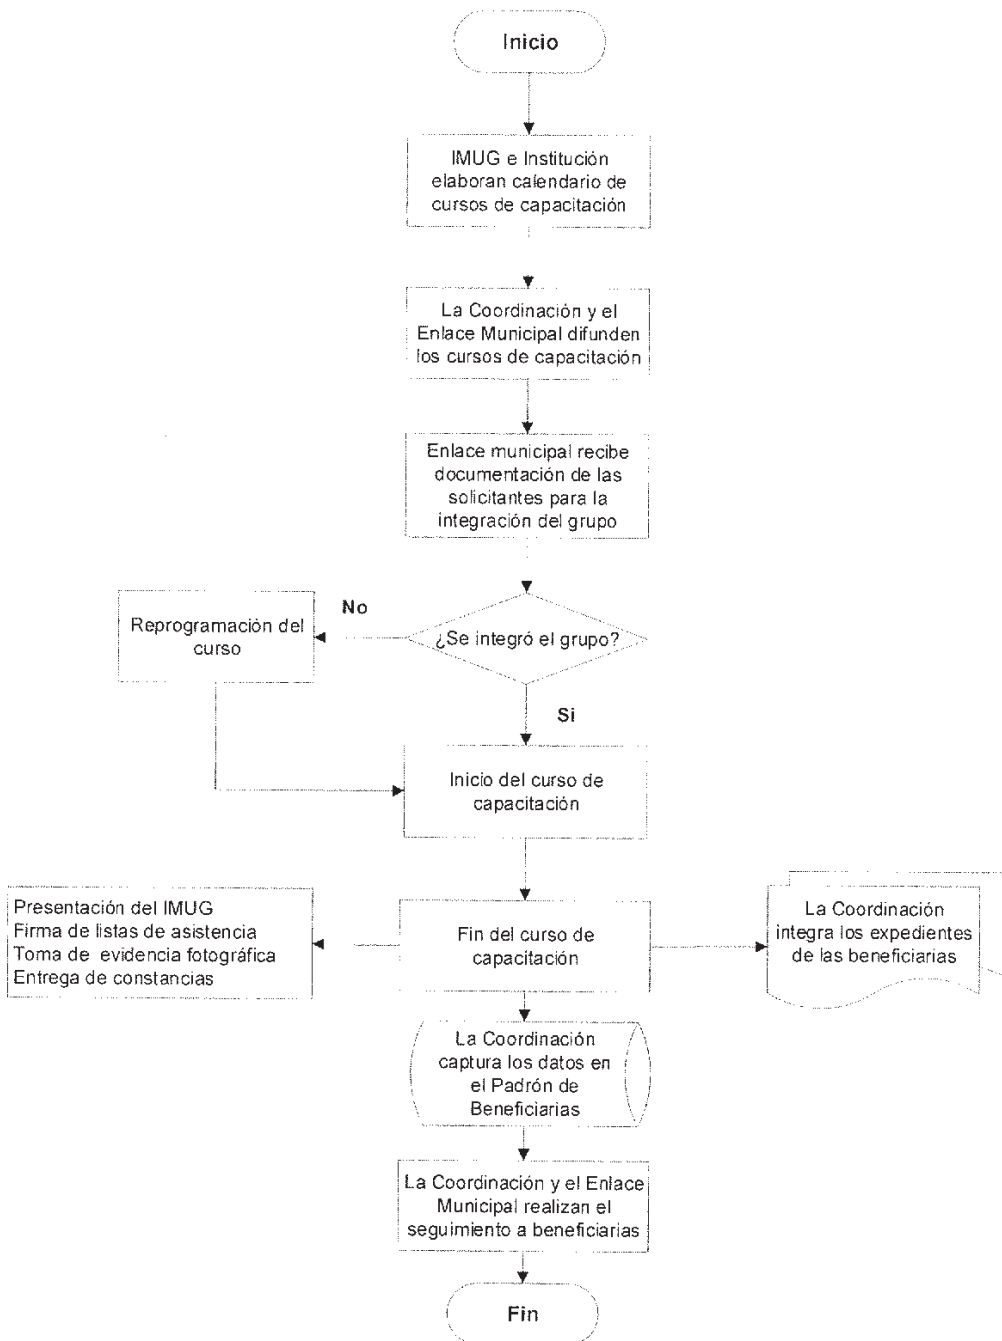 Inicio
IMUG e Institución
elaboran calendario de
cursos de capacitación
La Coordinación y el
Enlace Municipal difunden
los cursos de capacitación
Enlace municipal recibe
documentación de las
solicitantes para la
integración del grupo
No
Reprogramación del
curso
¿Se integró el grupo?
Si
Inicio del curso de
capacitación
Presentación del IMUG
Firma de listas de asistencia
Toma de evidencia fotográfica
Entrega de constancias
Fin del curso de
capacitación
La Coordinación
integra los expedientes
de las beneficiarias
La Coordinación
captura los datos en
el Padrón de
Beneficiarias
La Coordinación y el Enlace
Municipal realizan el
seguimiento a beneficiarias
Fin